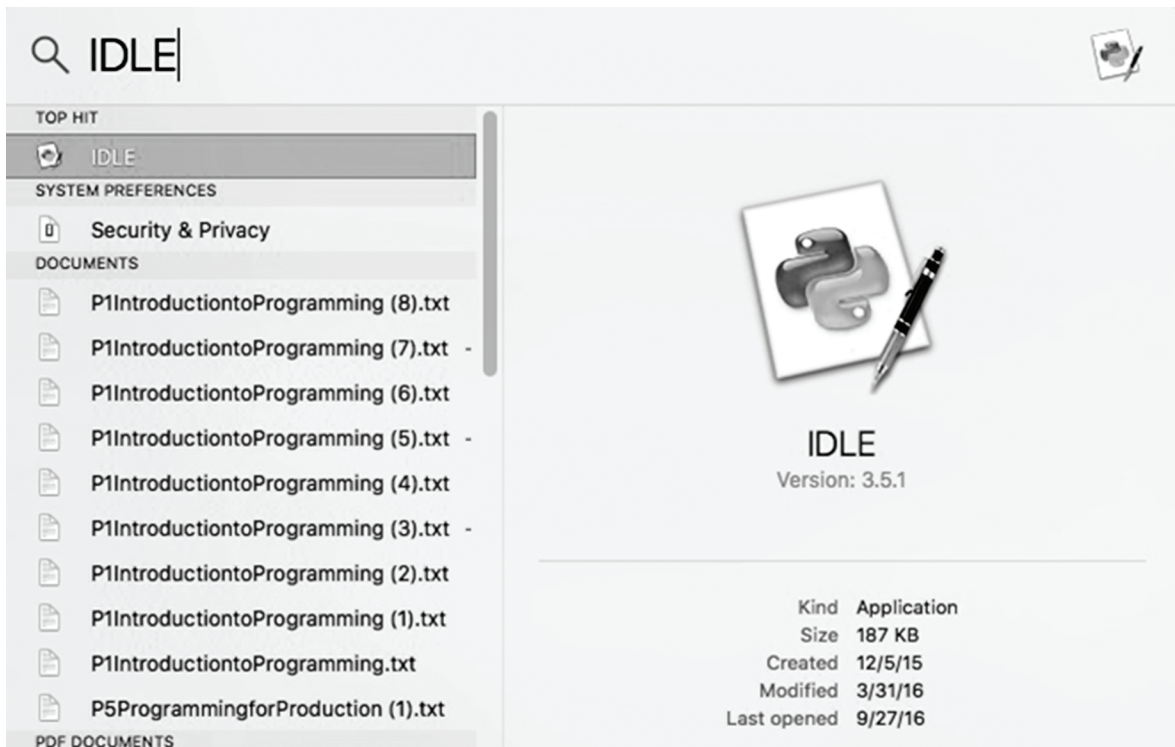 IDLE
TOP HIT
IDLE
SYSTEM PREFERENCES
Security & Privacy
DOCUMENTS
P1IntroductiontoProgramming (8).txt
P1IntroductiontoProgramming (7).txt -
P1IntroductiontoProgramming (6).txt
P1IntroductiontoProgramming (5).txt -
P1IntroductiontoProgramming (4).txt
P1IntroductiontoProgramming (3).txt -
P1IntroductiontoProgramming (2).txt
P1IntroductiontoProgramming (1).txt
P1IntroductiontoProgramming.txt
P5ProgrammingforProduction (1).txt
PDF DOCUMENTS
IDLE
Version: 3.5.1
Kind Application
Size 187 KB
Created 12/5/15
Modified 3/31/16
Last opened 9/27/16